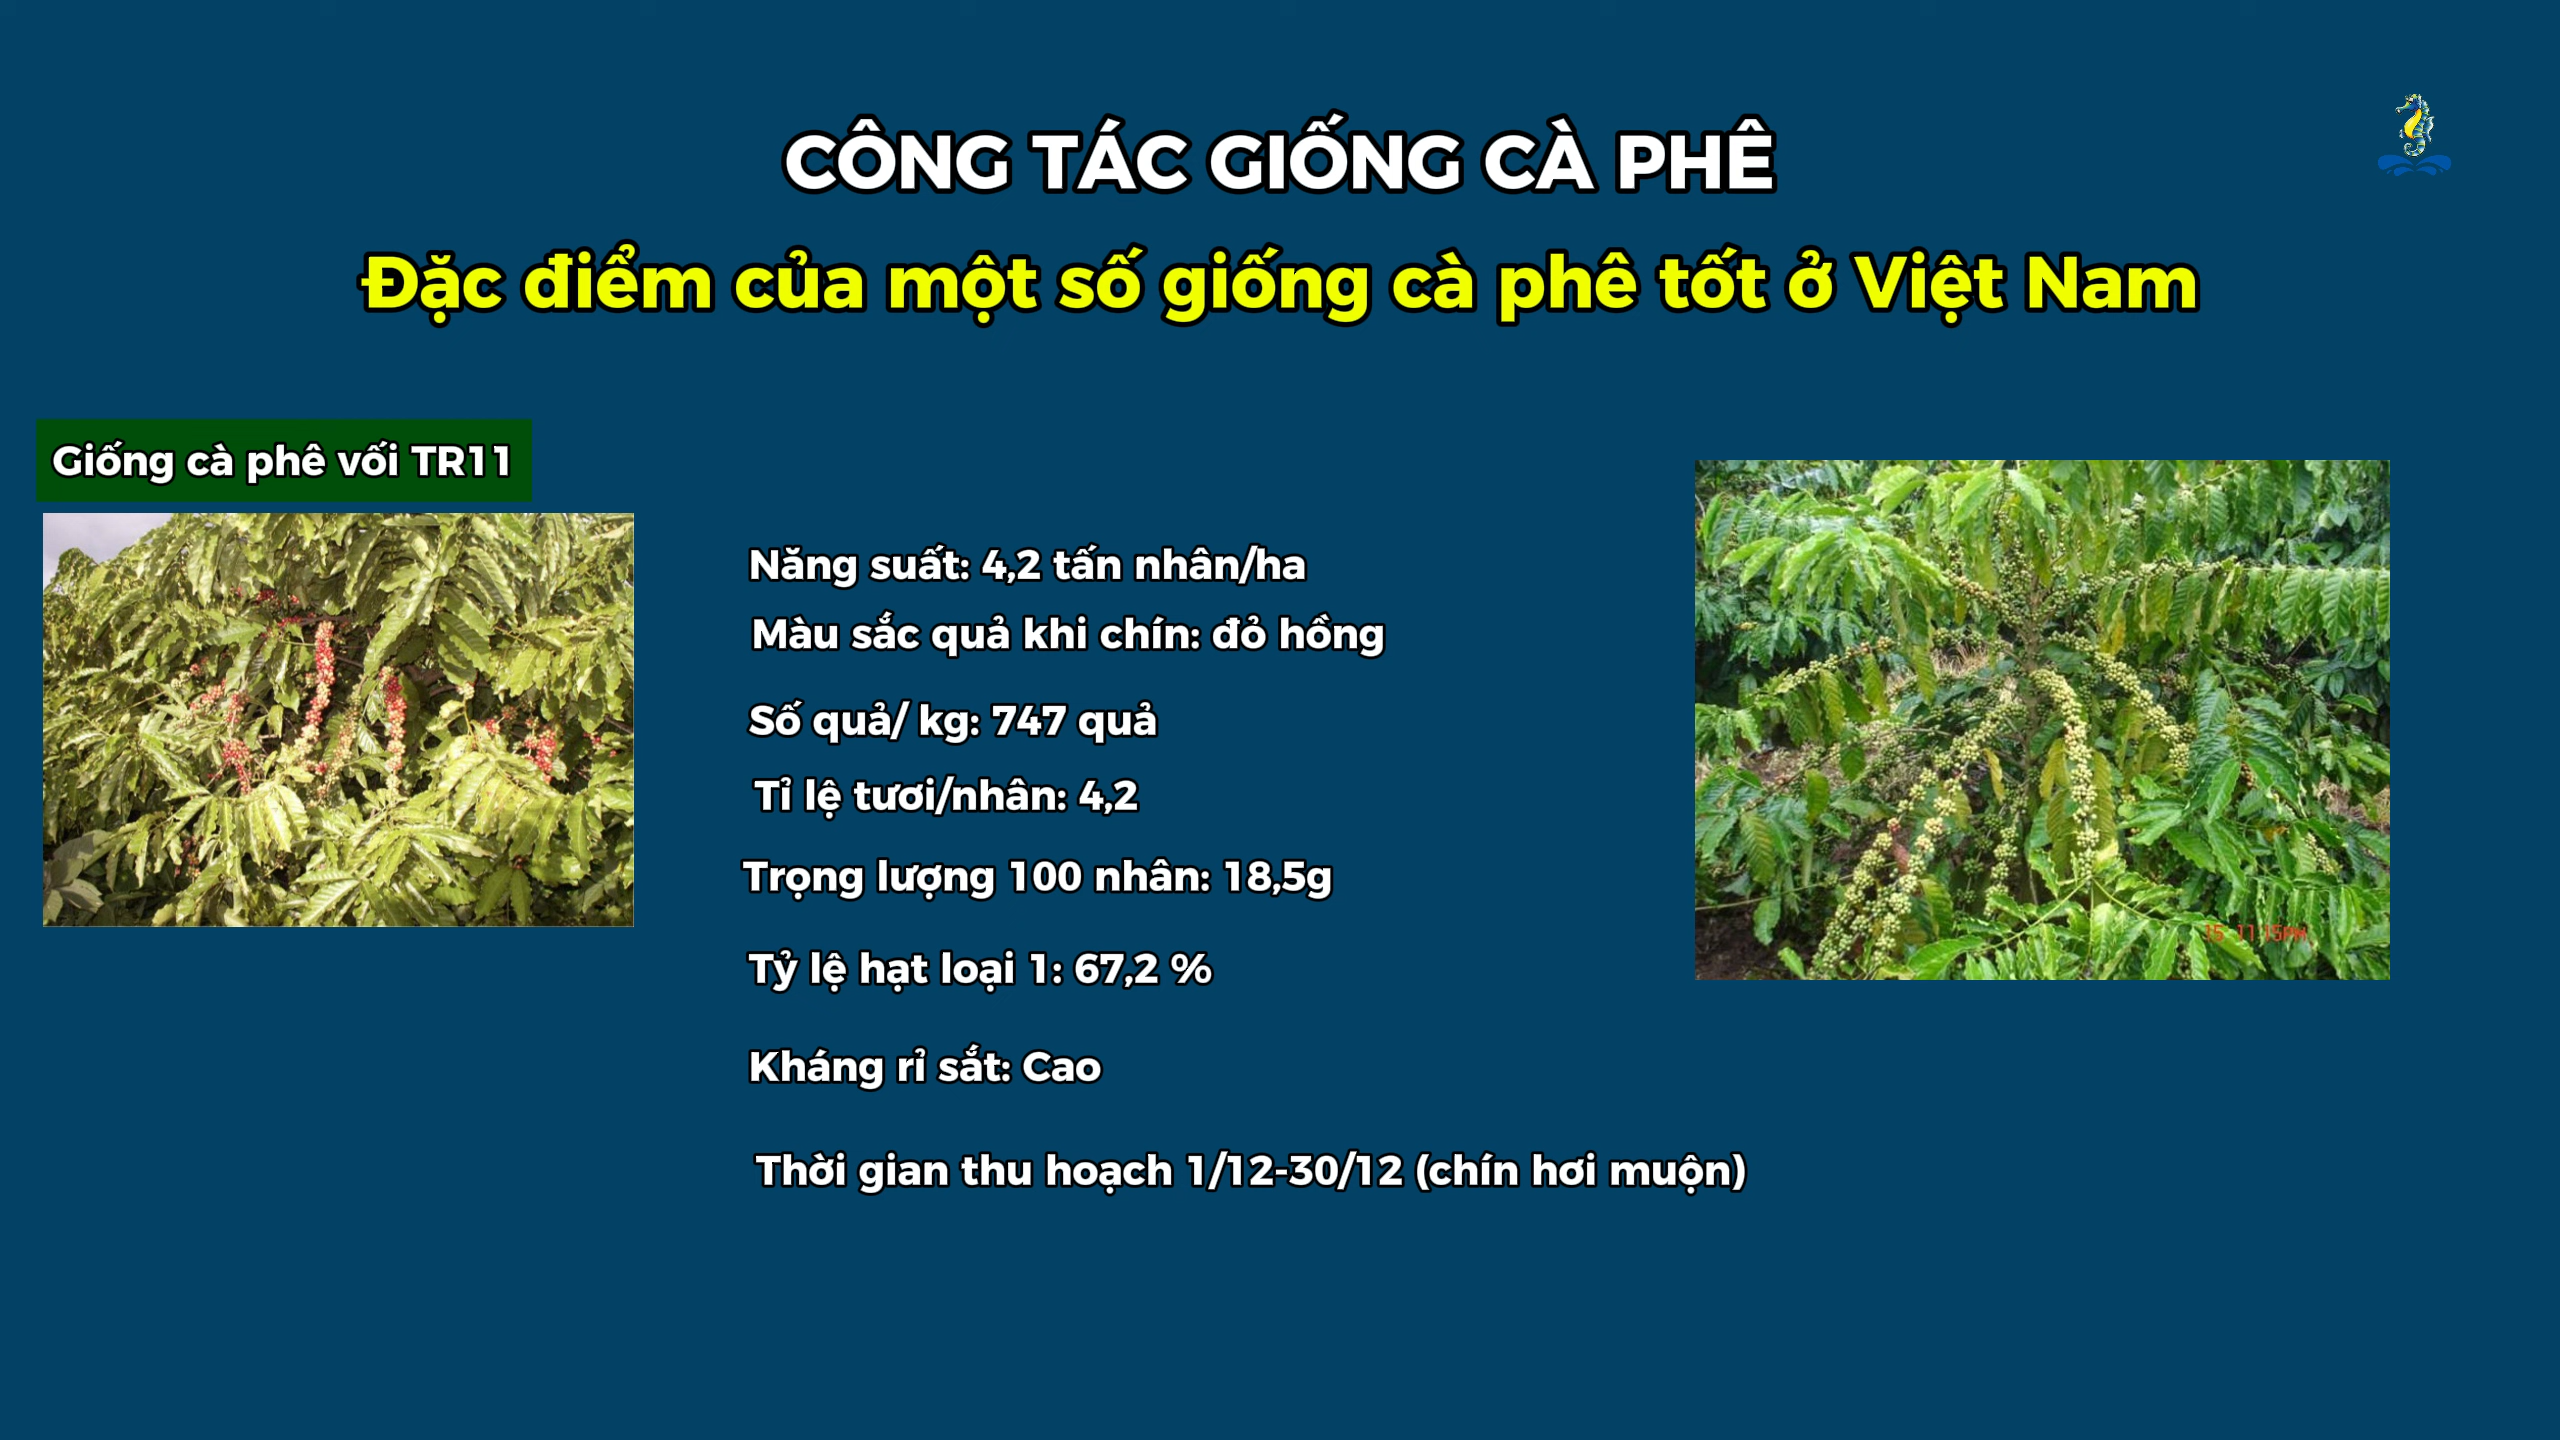 CÔNG TÁC GIỐNG CÀ PHÊ
Đặc điểm của một số giống cà phê tốt ở Việt Nam
Giống cà phê vối TR11
Năng suất: 4,2 tấn nhân/ha
Màu sắc quả khi chín: đỏ hồng
Số quả/ kg: 747 quả
Tỉ lệ tươi/nhân: 4,2
Trọng lượng 100 nhân: 18,5g
Tỷ lệ hạt loại 1: 67,2 %
Kháng rỉ sắt: Cao
Thời gian thu hoạch 1/12-30/12 (chín hơi muộn)